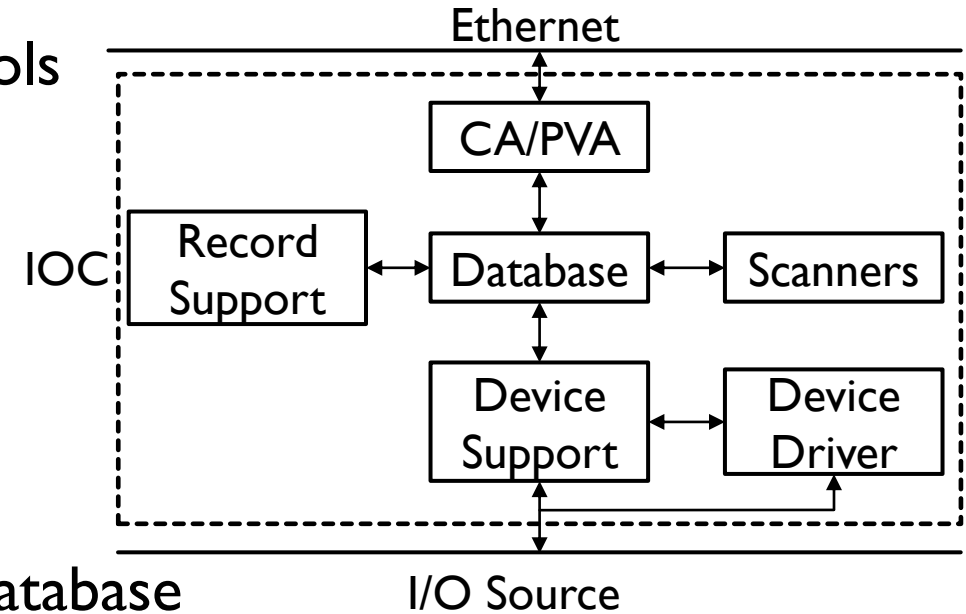 Ethernet
ols
CA/PVA
Record
Support
IOC
Database
Scanners
Device
Support
Device
Driver
atabase
I/O Source